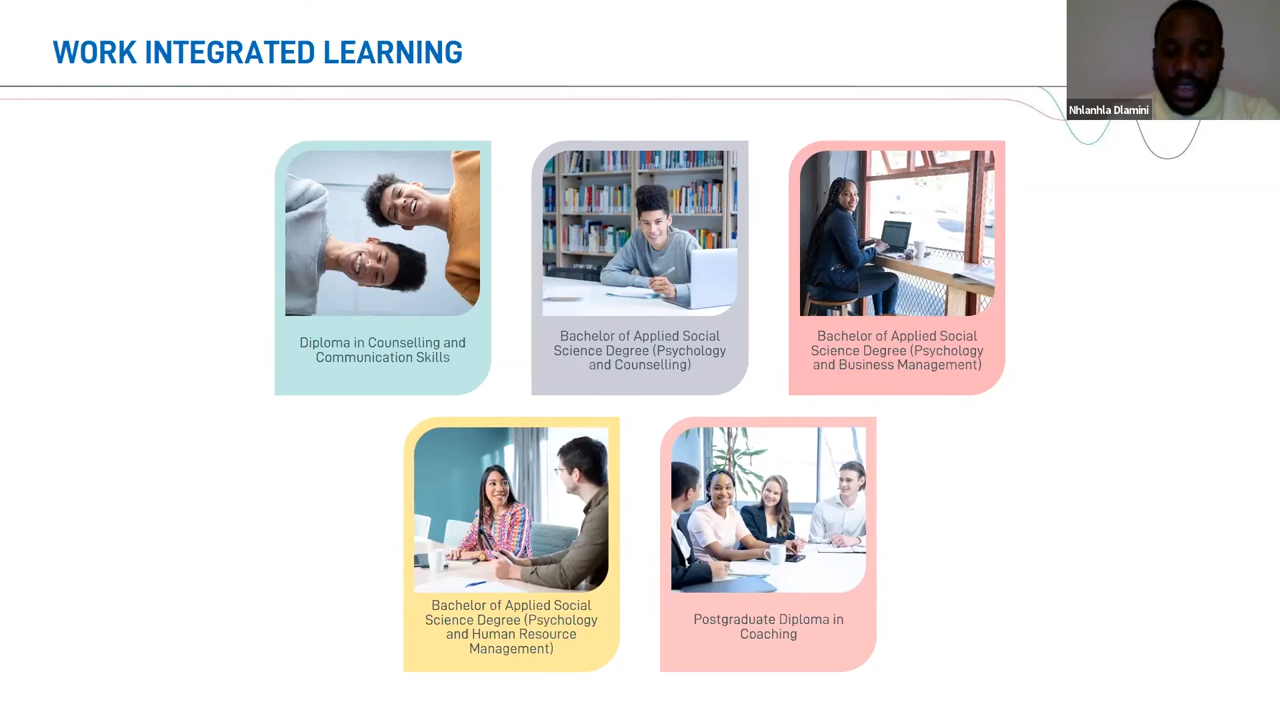 WORK INTEGRATED LEARNING
Nhlanhla Dlamini
Diploma in Counselling and
Communication Skills
Bachelor of Applied Social
Science Degree (Psychology
and Counselling)
Bachelor of Applied Social
Science Degree (Psychology
and Business Management)
Bachelor of Applied Social
Science Degree (Psychology
and Human Resource
Management)
Postgraduate Diploma in
Coaching